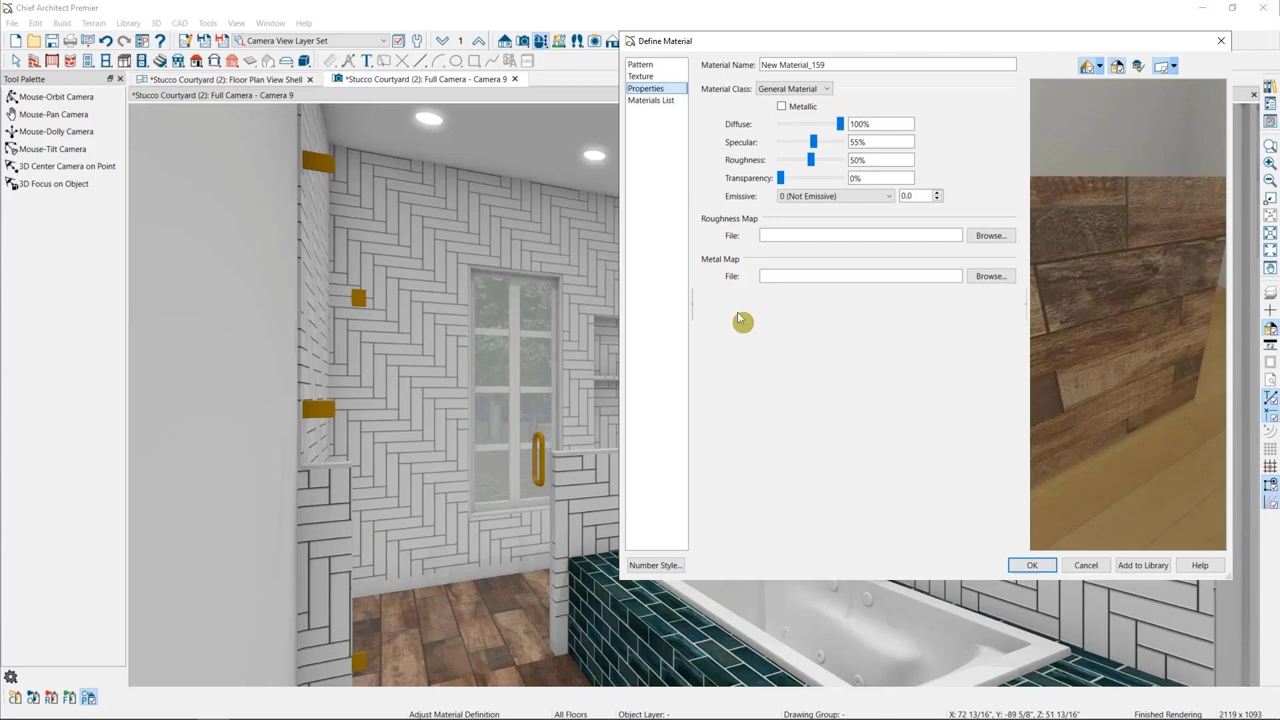 Chief Architect Premier
File Edit Build Terrain Library 3D CAD Tools View Window Help
Camera View Layer Set
1
Tool Palette
*Stucco Courtyard (2): Floor Plan View Shell
*Stucco Courtyard (2): Full Camera - Camera 9
*Stucco Courtyard (2): Full Camera - Camera 9
Mouse-Orbit Camera
Mouse-Pan Camera
Mouse-Dolly Camera
Mouse-Tilt Camera
3D Center Camera on Point
3D Focus on Object
Define Material
Pattern
Texture
Properties
Materials List
Material Name: New Material_159
Material Class: General Material
Metallic
Diffuse: 100%
Specular: 55%
Roughness: 50%
Transparency: 0%
Emissive: 0 (Not Emissive) 0.0
Roughness Map
File: Browse...
Metal Map
File: Browse...
Number Style... OK Cancel Add to Library Help
Adjust Material Definition All Floors Object Layer: - Drawing Group: - X: 72 13/16", Y: -89 5/8", Z: 51 13/16" Finished Rendering 2119 x 1093